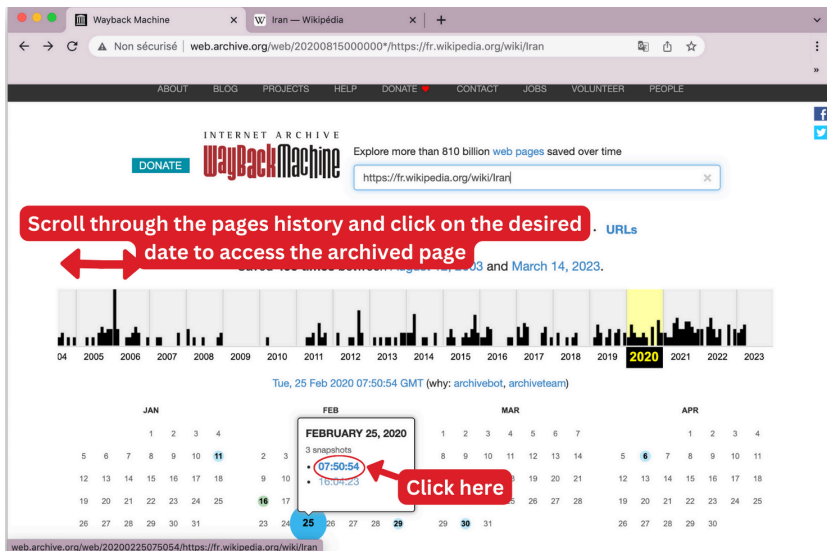 Wayback Machine × W Iran — Wikipédia × +
Non sécurisé | web.archive.org/web/20200815000000*/https://fr.wikipedia.org/wiki/Iran
»
ABOUT BLOG PROJECTS HELP DONATE CONTACT JOBS VOLUNTEER PEOPLE
f
INTERNET ARCHIVE
WayBackMachine
DONATE
Explore more than 810 billion web pages saved over time
https://fr.wikipedia.org/wiki/Iran ×
Scroll through the pages history and click on the desired
date to access the archived page
· URLs
and March 14, 2023.
04 2005 2006 2007 2008 2009 2010 2011 2012 2013 2014 2015 2016 2017 2018 2019 2020 2021 2022 2023
Tue, 25 Feb 2020 07:50:54 GMT (why: archivebot, archiveteam)
JAN FEB MAR APR
1 2 3 4 1 2 3 4 5 6 7 1 2 3 4
5 6 7 8 9 10 11 2 3 8 9 10 11 12 13 14 5 6 7 8 9 10 11
12 13 14 15 16 17 18 9 10 18 19 20 21 12 13 14 15 16 17 18
19 20 21 22 23 24 25 16 17 25 26 27 28 19 20 21 22 23 24 25
26 27 28 29 30 31 23 24 25 26 27 28 29 29 30 31 26 27 28 29 30
FEBRUARY 25, 2020
3 snapshots
• 07:50:54
• 16:04:23
Click here
web.archive.org/web/20200225075054/https://fr.wikipedia.org/wiki/Iran